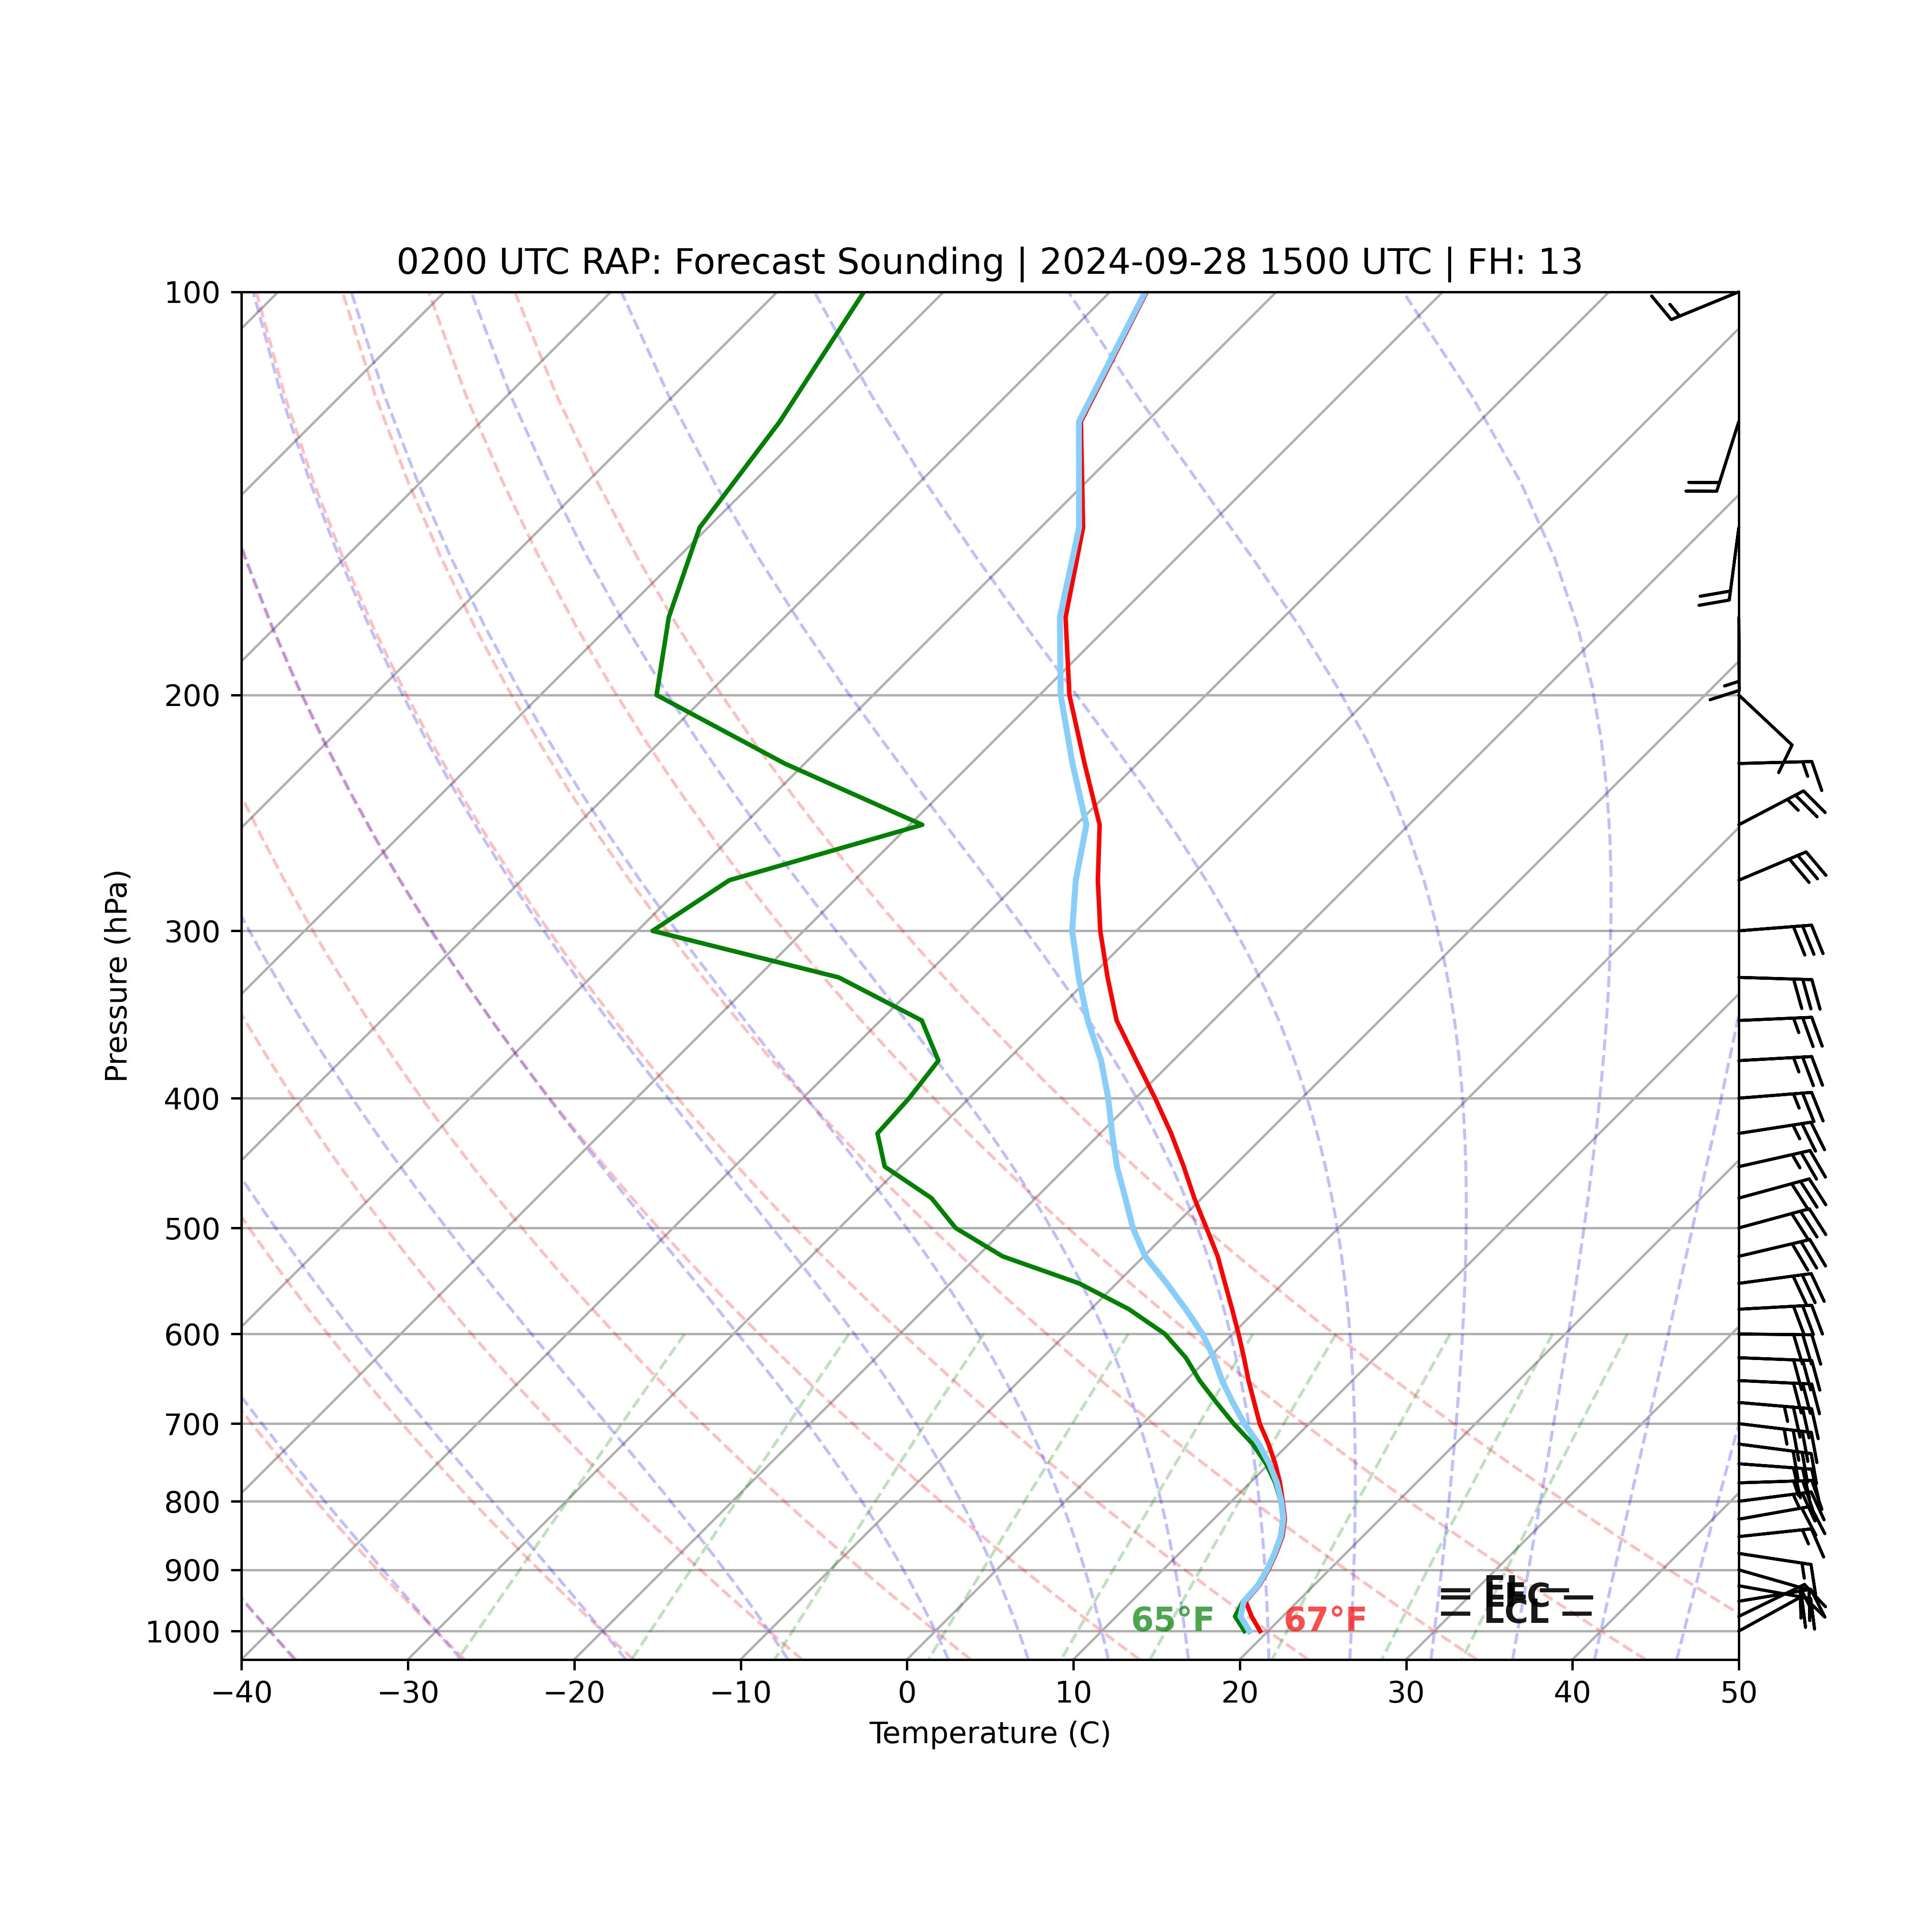 0200 UTC RAP: Forecast Sounding | 2024-09-28 1500 UTC | FH: 13
100
200
300
400
500
600
700
800
900
1000
Pressure (hPa)
65°F
67°F
EL
LCL
−40
−30
−20
−10
0
10
20
30
40
50
Temperature (C)